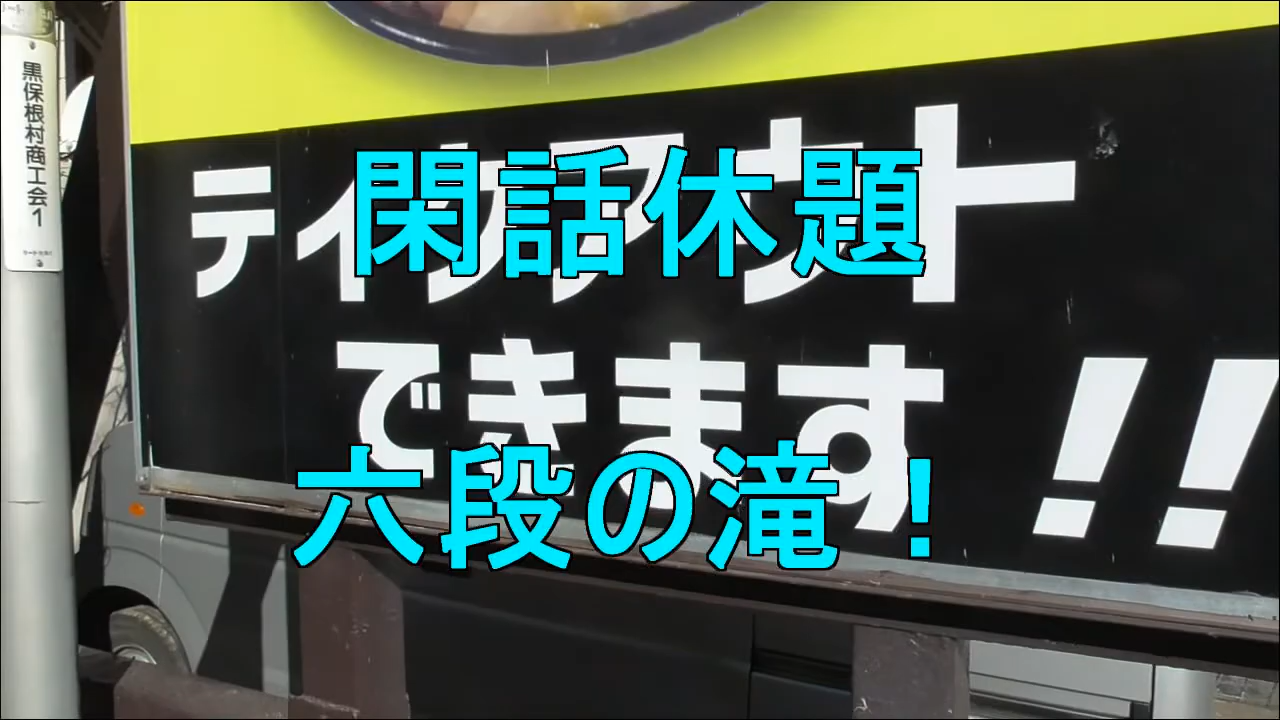 黒保根村商工会1
テイクアウト
できます!!
閑話休題
六段の滝！